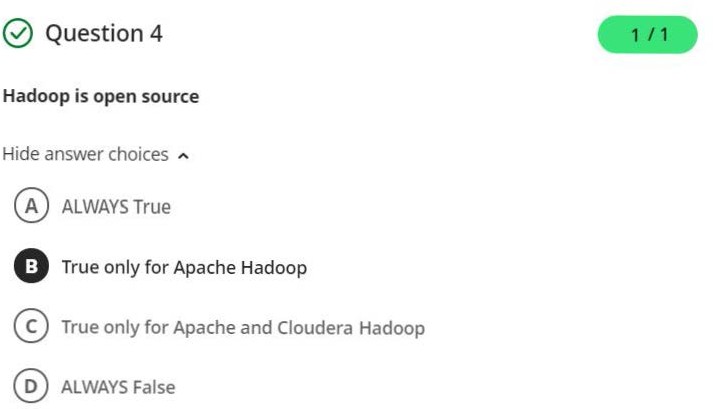 Question 4
1 / 1
Hadoop is open source
Hide answer choices
A ALWAYS True
B True only for Apache Hadoop
C True only for Apache and Cloudera Hadoop
D ALWAYS False